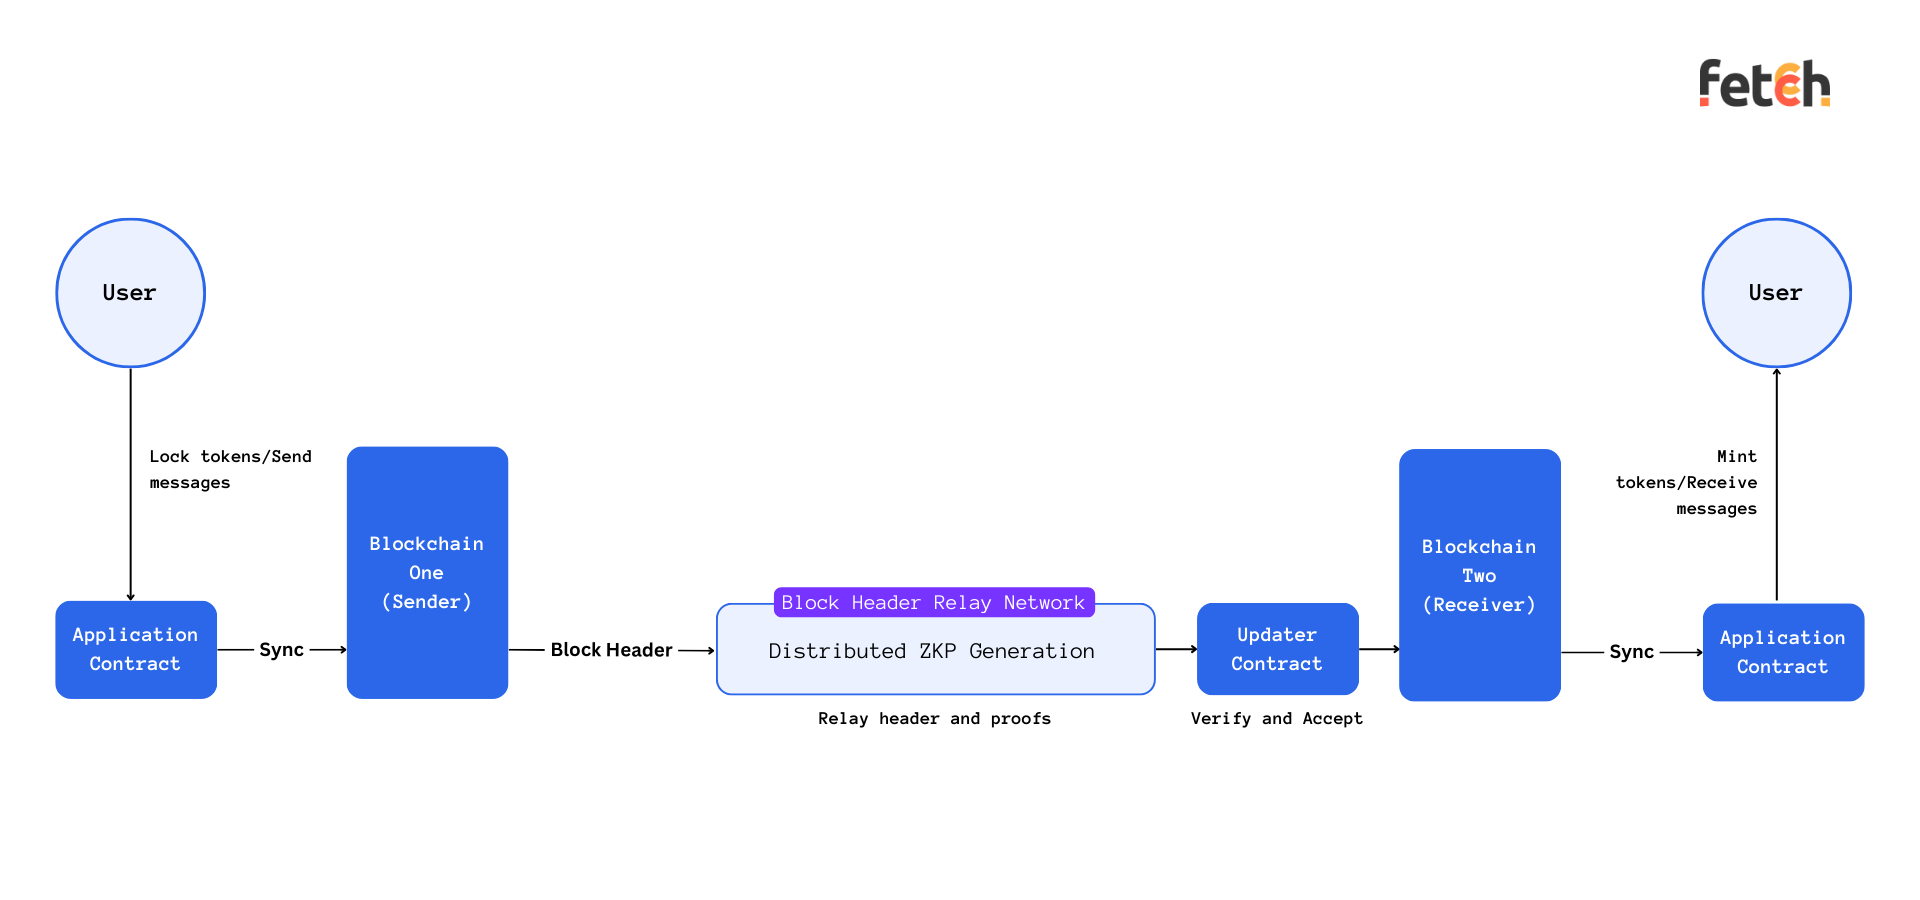 fetcch
User
User
Lock tokens/Send
messages
Mint
tokens/Receive
messages
Blockchain
One
(Sender)
Blockchain
Two
(Receiver)
Application
Contract
Sync
Block Header
Block Header Relay Network
Distributed ZKP Generation
Relay header and proofs
Updater
Contract
Verify and Accept
Sync
Application
Contract